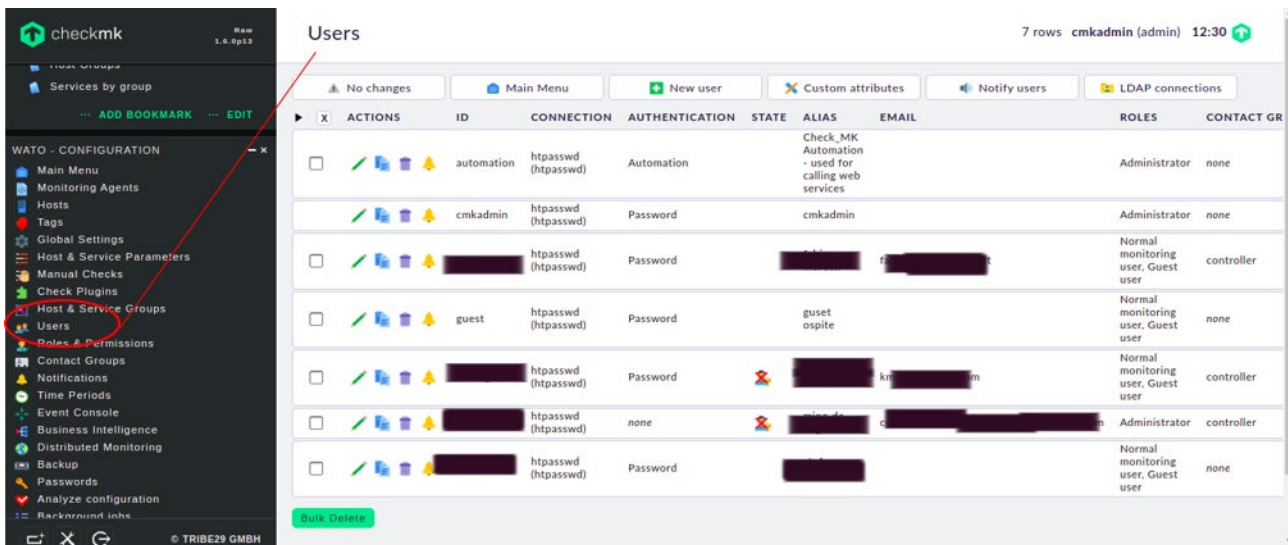 checkmk
Raw
1.6.0p13
Host Groups
Services by group
··· ADD BOOKMARK ··· EDIT
WATO - CONFIGURATION
Main Menu
Monitoring Agents
Hosts
Tags
Global Settings
Host & Service Parameters
Manual Checks
Check Plugins
Host & Service Groups
Users
Roles & Permissions
Contact Groups
Notifications
Time Periods
Event Console
Business Intelligence
Distributed Monitoring
Backup
Passwords
Analyze configuration
Background jobs
© TRIBE29 GMBH
Users
7 rows cmkadmin (admin) 12:30
No changes Main Menu New user Custom attributes Notify users LDAP connections
X ACTIONS ID CONNECTION AUTHENTICATION STATE ALIAS EMAIL ROLES CONTACT GR
automation htpasswd (htpasswd) Automation Check_MK Automation - used for calling web services Administrator none
cmkadmin htpasswd (htpasswd) Password cmkadmin Administrator none
htpasswd (htpasswd) Password Normal monitoring user, Guest user controller
guest htpasswd (htpasswd) Password guset ospite Normal monitoring user, Guest user none
htpasswd (htpasswd) Password Normal monitoring user, Guest user controller
htpasswd (htpasswd) none Administrator controller
htpasswd (htpasswd) Password Normal monitoring user, Guest user none
Bulk Delete